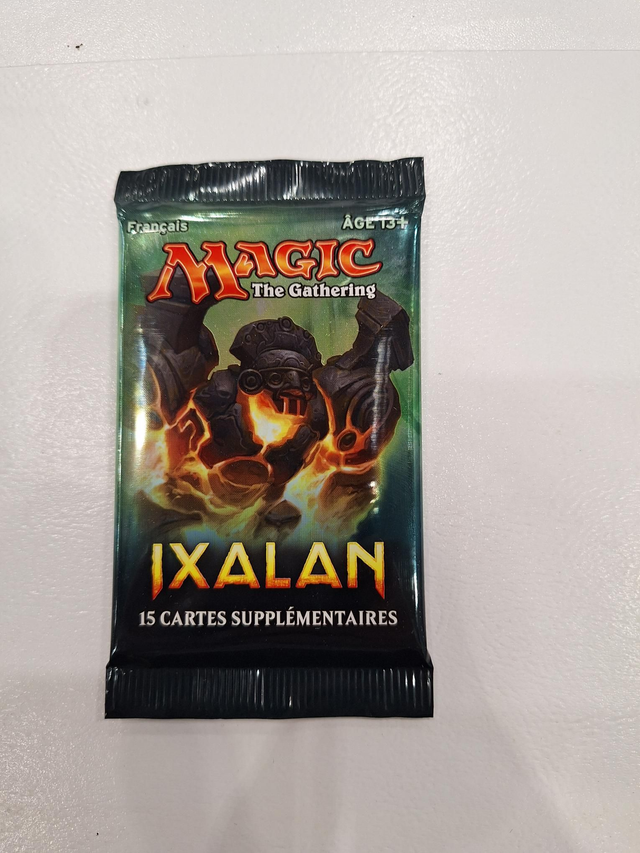 Français
ÂGE 13+
MAGIC
The Gathering
IXALAN
15 CARTES SUPPLÉMENTAIRES